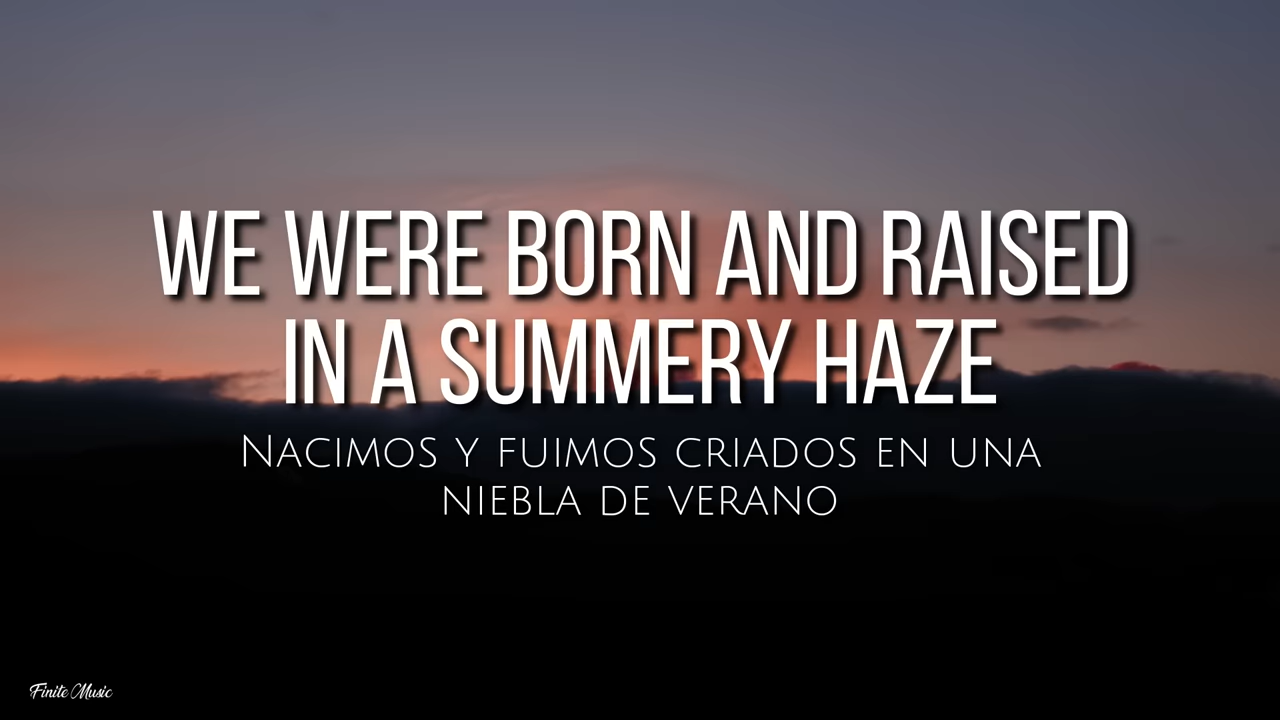 WE WERE BORN AND RAISED
IN A SUMMERY HAZE
NACIMOS Y FUIMOS CRIADOS EN UNA
NIEBLA DE VERANO
Finite Music